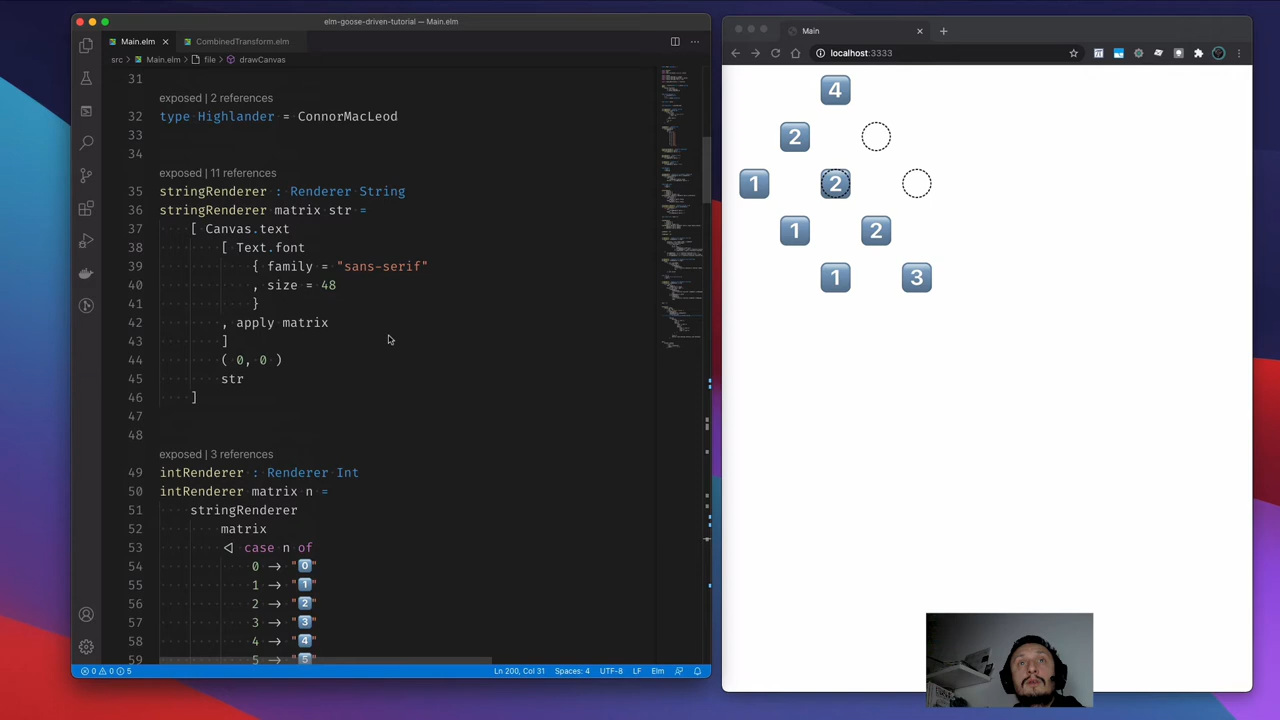 elm-goose-driven-tutorial — Main.elm
Main.elm
CombinedTransform.elm
src > Main.elm > file > drawCanvas
31
exposed | 2 references
32 type Highlander = ConnorMacLeod
33
34
exposed | 11 references
35 stringRenderer : Renderer String
36 stringRenderer matrix str =
37 [ Canvas.text
38 [ Text.font
39 { family = "sans-serif"
40 , size = 48
41 }
42 , apply matrix
43 ]
44 ( 0, 0 )
45 str
46 ]
47
48
exposed | 3 references
49 intRenderer : Renderer Int
50 intRenderer matrix n =
51 stringRenderer
52 matrix
53 <| case n of
54 0 -> "0️⃣"
55 1 -> "1️⃣"
56 2 -> "2️⃣"
57 3 -> "3️⃣"
58 4 -> "4️⃣"
59 5 -> "5️⃣"
0 0 5
Ln 200, Col 31 Spaces: 4 UTF-8 LF Elm
Main
localhost:3333
4
2
1 2
1 2
1 3